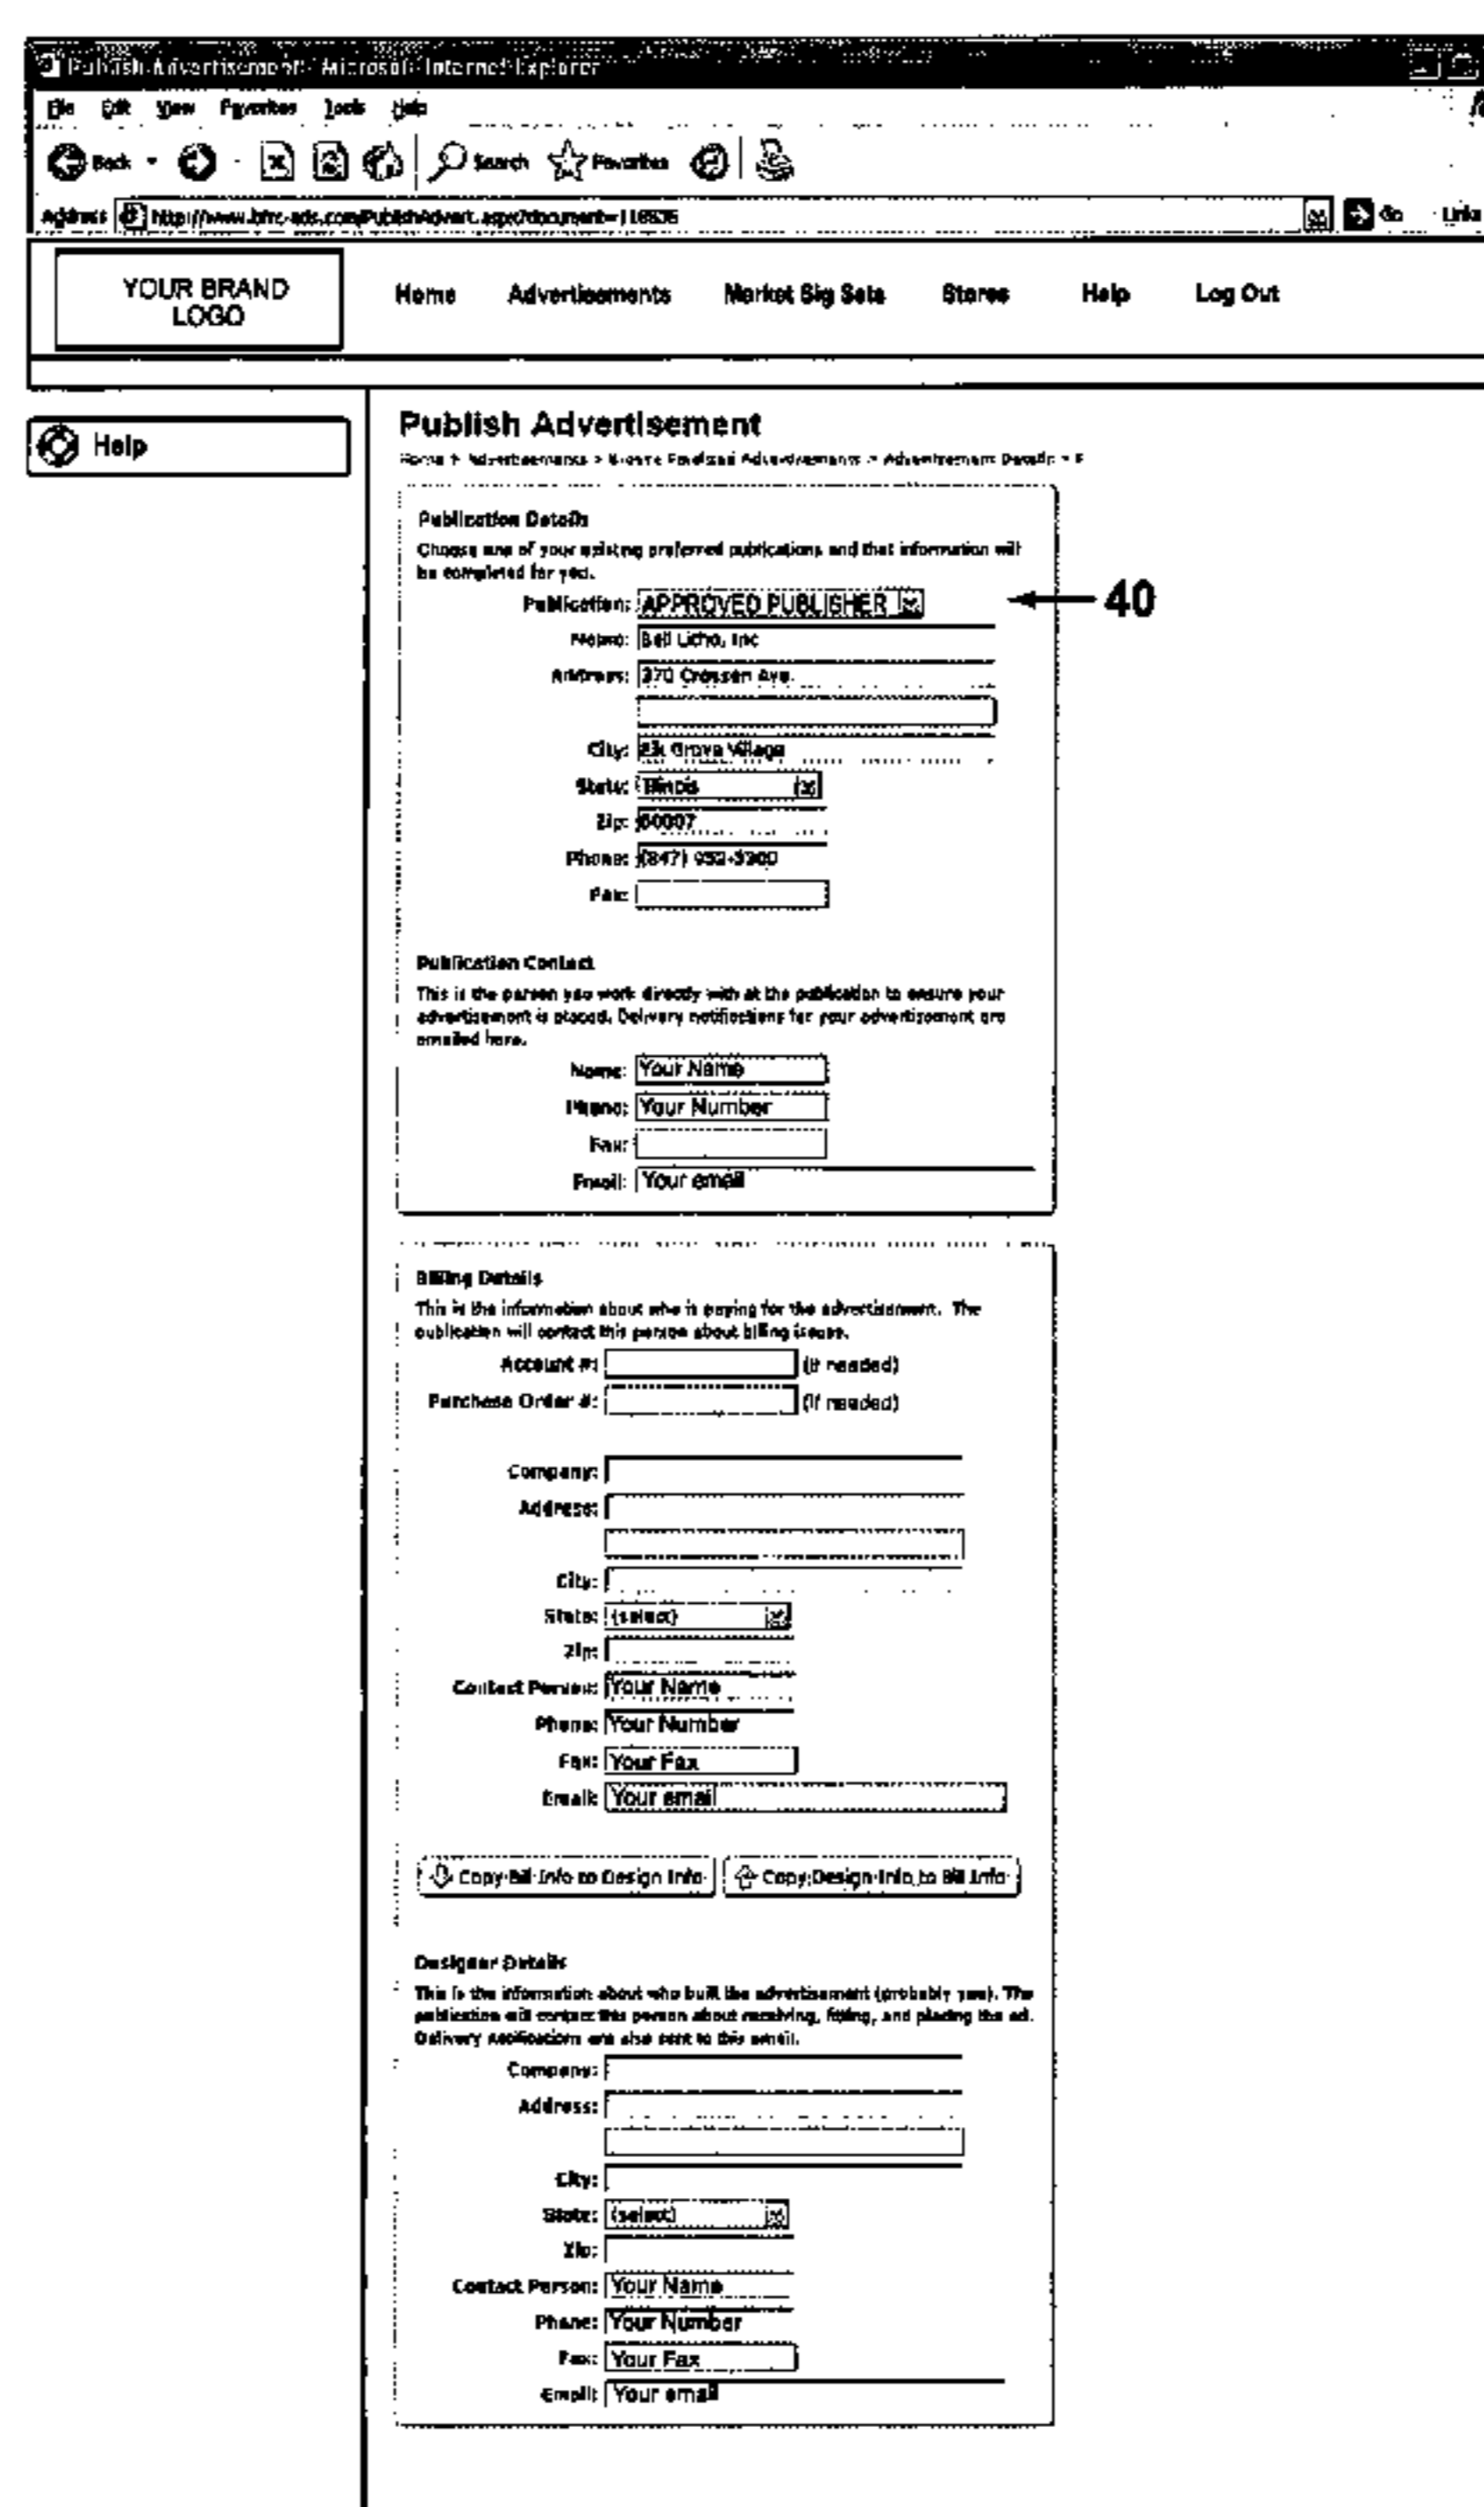 Publish Advertisement - Microsoft Internet Explorer
File Edit View Favorites Tools Help
Back Search Favorites
Address Go Links
YOUR BRAND
LOGO
Home Advertisements Market Sig Sets Stores Help Log Out
Help
Publish Advertisement
Home > Advertisements > Advertisement Details >
Publication Details
Choose one of your existing preferred publications and that information will
be completed for you.
Publication: APPROVED PUBLISHER
40
Name: Bell Litho, Inc
Address: 370 Crossen Ave.
City: Elk Grove Village
State: Illinois
Zip: 60007
Phone: (847)
Fax:
Publication Contact
This is the person you work directly with at the publication to ensure your
advertisement is placed. Delivery notifications for your advertisement are
emailed here.
Name: Your Name
Phone: Your Number
Fax:
Email: Your email
Billing Details
This is the information about who is paying for the advertisement. The
publication will contact this person about billing issues.
Account #: (if needed)
Purchase Order #: (if needed)
Company:
Address:
City:
State: (select)
Zip:
Contact Person: Your Name
Phone: Your Number
Fax: Your Fax
Email: Your email
Copy Bill Info to Design Info Copy Design Info to Bill Info
Designer Details
This is the information about who built the advertisement (probably you). The
publication will contact this person about receiving, fitting, and placing the ad.
Delivery notifications are also sent to this email.
Company:
Address:
City:
State: (select)
Zip:
Contact Person: Your Name
Phone: Your Number
Fax: Your Fax
Email: Your email